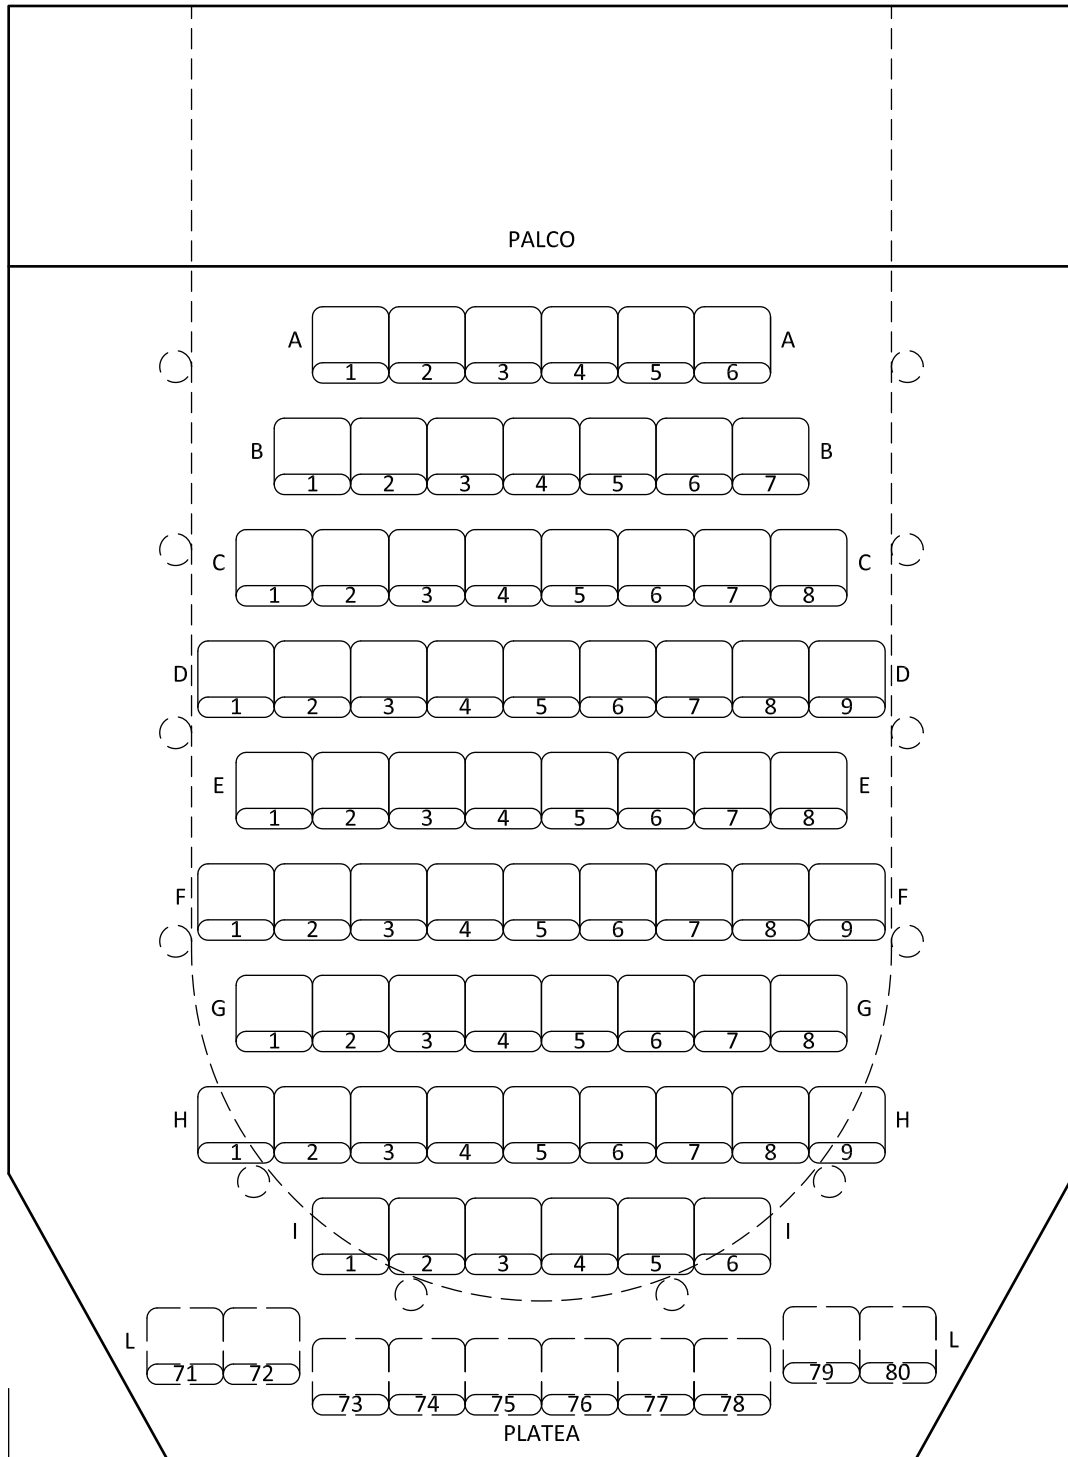 PALCO
A 1 2 3 4 5 6 A
B 1 2 3 4 5 6 7 B
C 1 2 3 4 5 6 7 8 C
D 1 2 3 4 5 6 7 8 9 D
E 1 2 3 4 5 6 7 8 E
F 1 2 3 4 5 6 7 8 9 F
G 1 2 3 4 5 6 7 8 G
H 1 2 3 4 5 6 7 8 9 H
I 1 2 3 4 5 6 I
L 71 72 79 80 L
73 74 75 76 77 78
PLATEA